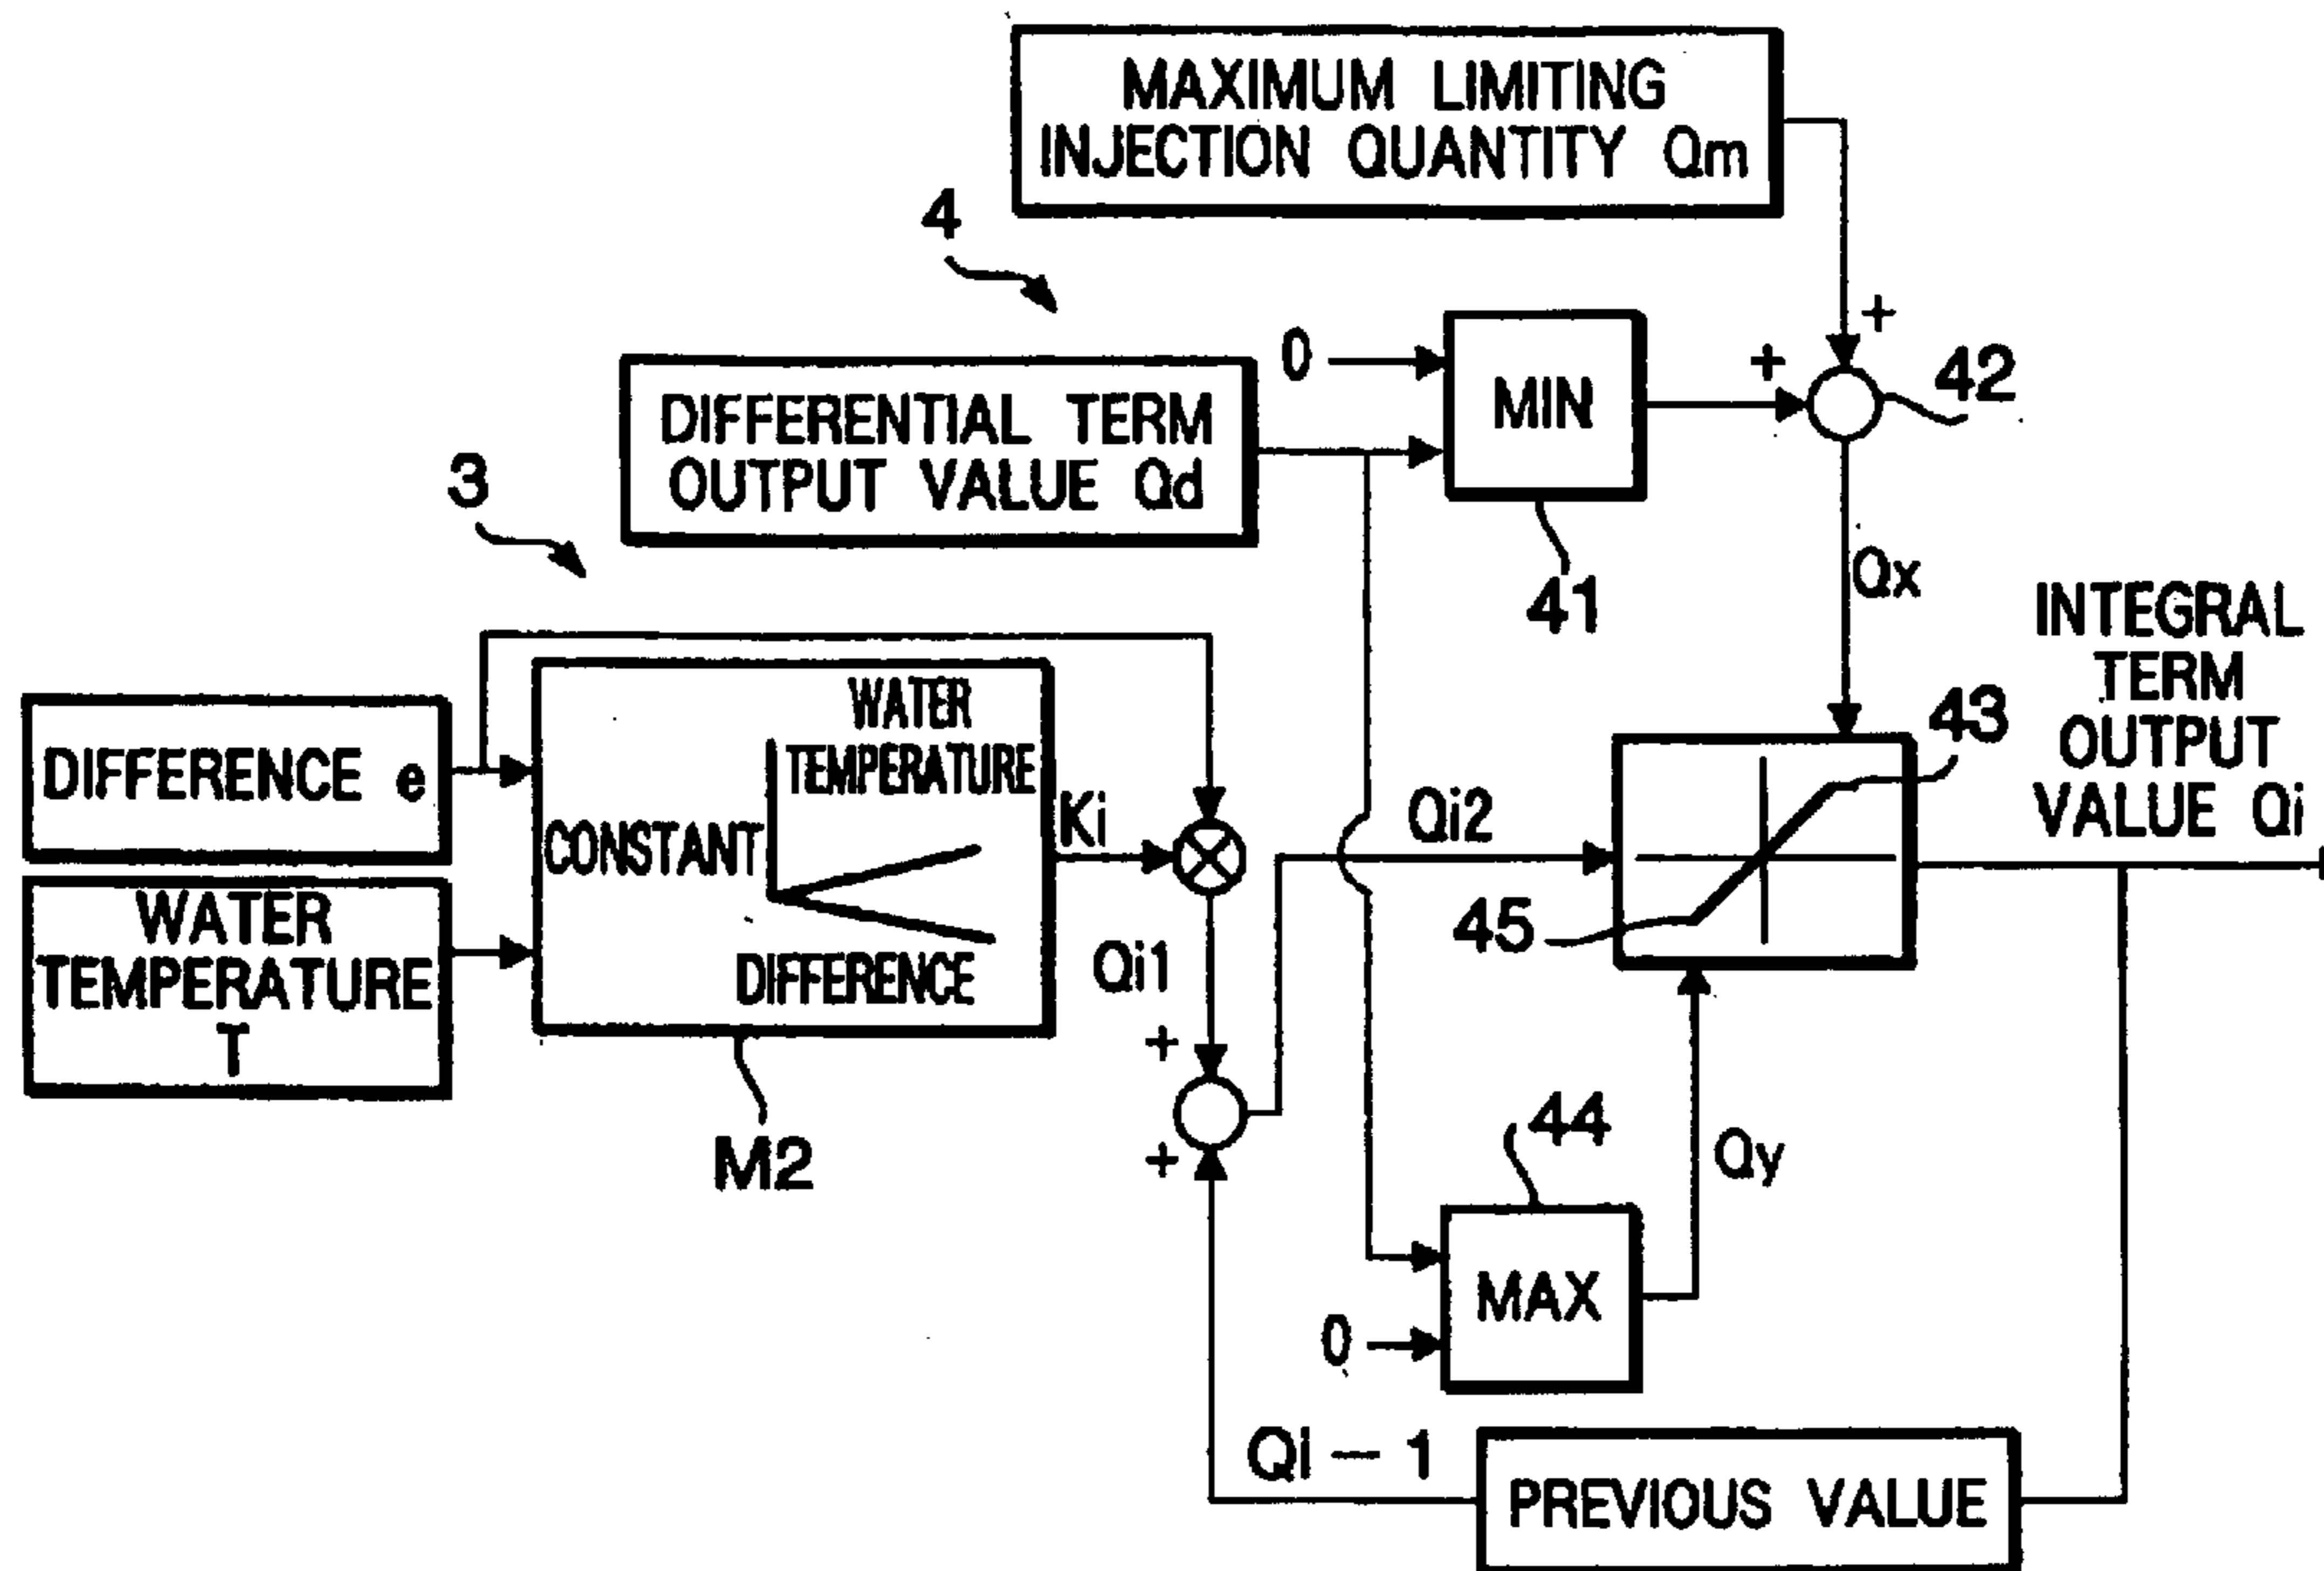 MAXIMUM LIMITING
INJECTION QUANTITY Qm
4
+
0
+
42
MIN
DIFFERENTIAL TERM
OUTPUT VALUE Qd
3
41
Qx
INTEGRAL
TERM
OUTPUT
VALUE Qi
43
WATER
TEMPERATURE
CONSTANT
DIFFERENCE
DIFFERENCE e
Ki
Qi2
WATER
TEMPERATURE
T
45
Qi1
+
+
M2
44
Qy
MAX
0
Qi — 1
PREVIOUS VALUE